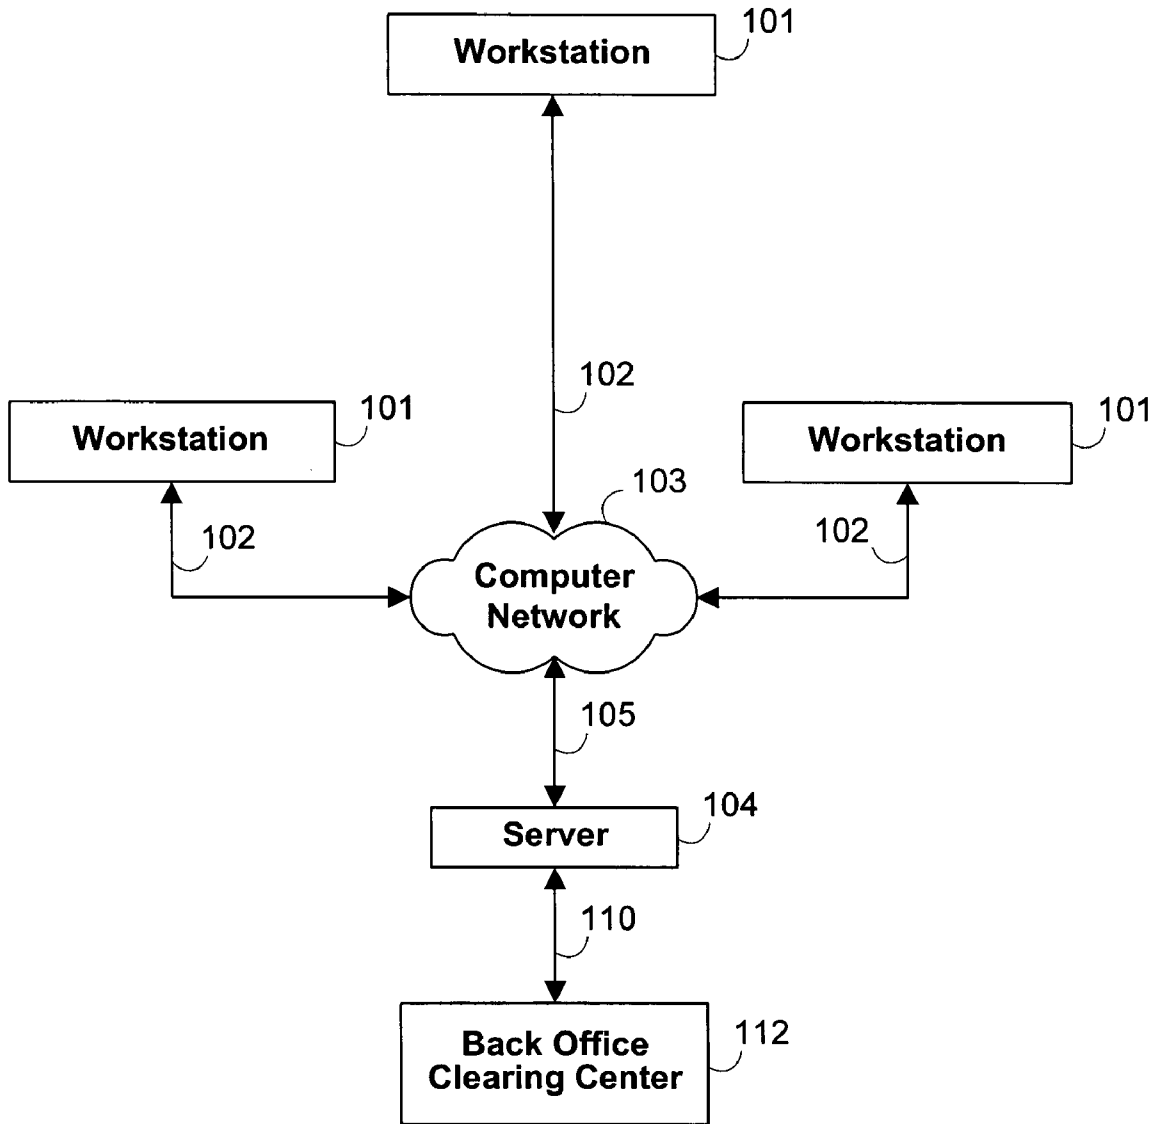 Workstation
101
102
Workstation
101
Workstation
101
103
102
102
Computer
Network
105
Server
104
110
Back Office
Clearing Center
112